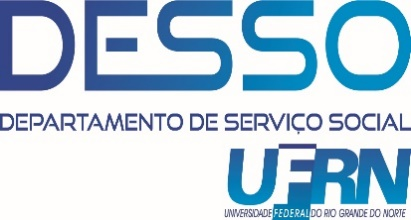 DESSO
DEPARTAMENTO DE SERVIÇO SOCIAL
UFRN
UNIVERSIDADE FEDERAL DO RIO GRANDE DO NORTE